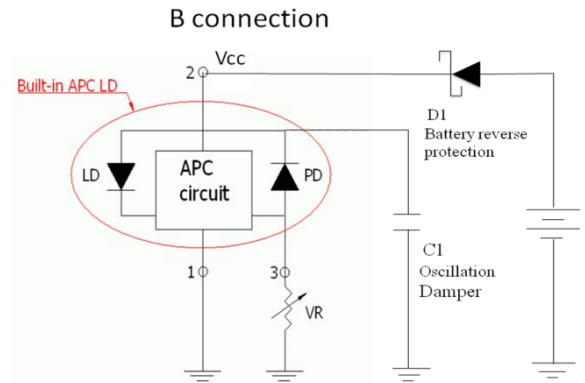 B connection
Vcc
2
Built-in APC LD
D1
Battery reverse
protection
LD
APC
circuit
PD
C1
Oscillation
Damper
1
3
VR